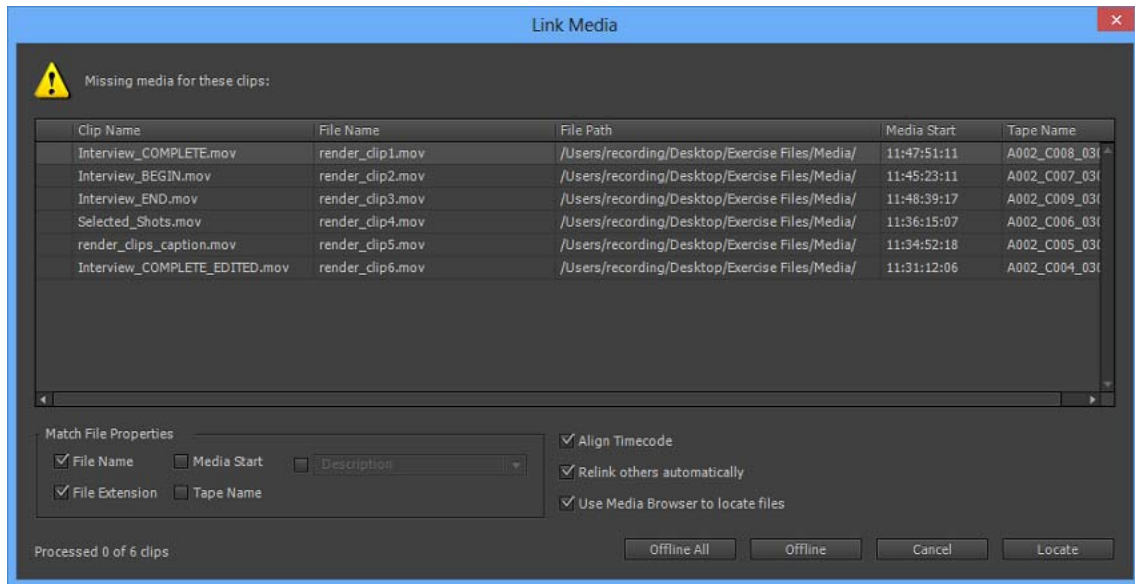 Link Media
Missing media for these clips:
Clip Name File Name File Path Media Start Tape Name
Interview_COMPLETE.mov render_clip1.mov /Users/recording/Desktop/Exercise Files/Media/ 11:47:51:11 A002_C008_030
Interview_BEGIN.mov render_clip2.mov /Users/recording/Desktop/Exercise Files/Media/ 11:45:23:11 A002_C007_030
Interview_END.mov render_clip3.mov /Users/recording/Desktop/Exercise Files/Media/ 11:48:39:17 A002_C009_030
Selected_Shots.mov render_clip4.mov /Users/recording/Desktop/Exercise Files/Media/ 11:36:15:07 A002_C006_030
render_clips_caption.mov render_clip5.mov /Users/recording/Desktop/Exercise Files/Media/ 11:34:52:18 A002_C005_030
Interview_COMPLETE_EDITED.mov render_clip6.mov /Users/recording/Desktop/Exercise Files/Media/ 11:31:12:06 A002_C004_030
Match File Properties
File Name Media Start Description
File Extension Tape Name
Align Timecode
Relink others automatically
Use Media Browser to locate files
Processed 0 of 6 clips
Offline All Offline Cancel Locate